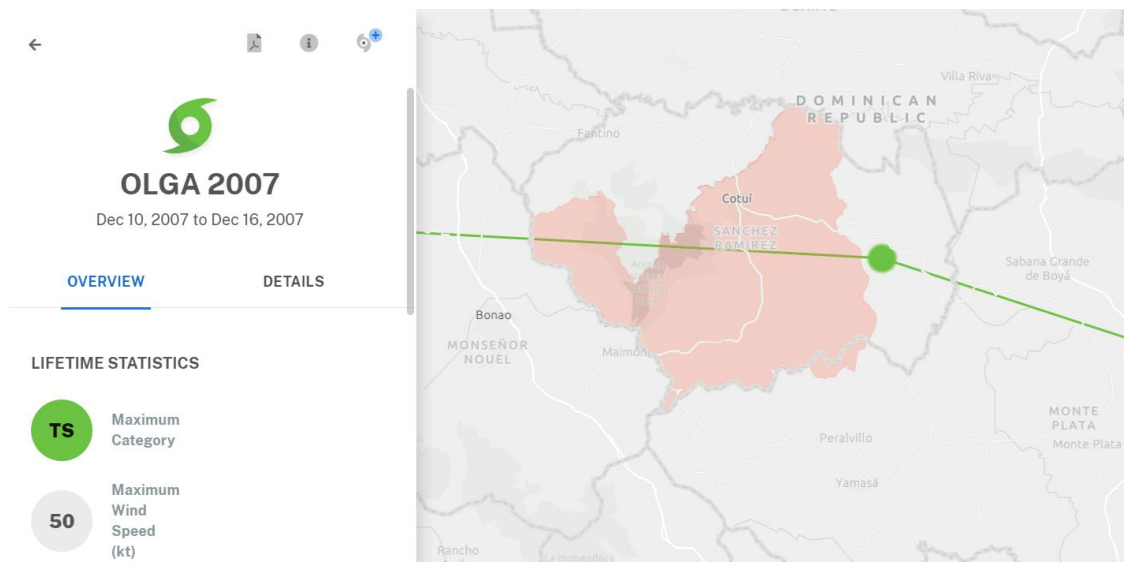 OLGA 2007
Dec 10, 2007 to Dec 16, 2007
OVERVIEW
DETAILS
LIFETIME STATISTICS
TS
Maximum
Category
50
Maximum
Wind
Speed
(kt)
Villa Riva
DOMINICAN
REPUBLIC
Fantino
Cotuí
SÁNCHEZ
RAMÍREZ
Sabana Grande
de Boyá
Bonao
MONSEÑOR
NOUEL
Maimón
MONTE
PLATA
Monte Plata
Peralvillo
Yamasá
Rancho
La Humeadora